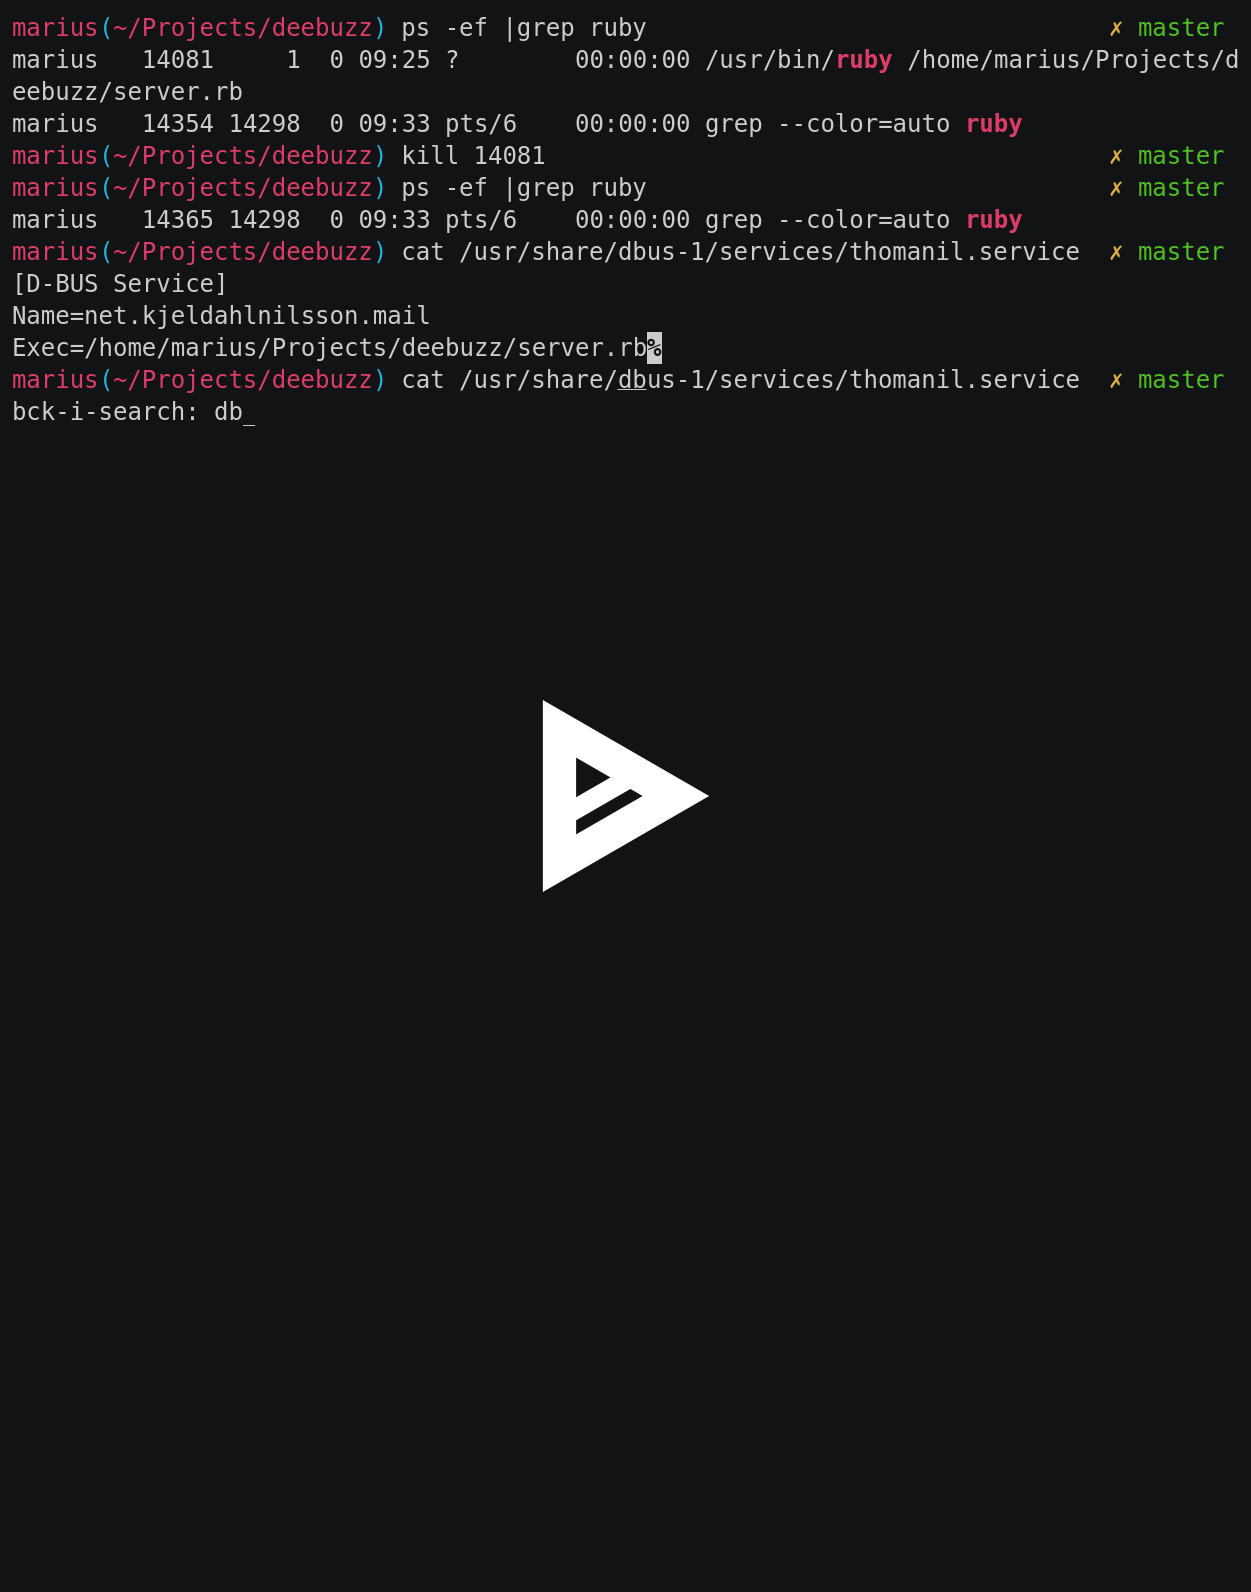 marius(~/Projects/deebuzz) ps -ef |grep ruby ✗ master
marius   14081     1  0 09:25 ?        00:00:00 /usr/bin/ruby /home/marius/Projects/d
eebuzz/server.rb
marius   14354 14298  0 09:33 pts/6    00:00:00 grep --color=auto ruby
marius(~/Projects/deebuzz) kill 14081 ✗ master
marius(~/Projects/deebuzz) ps -ef |grep ruby ✗ master
marius   14365 14298  0 09:33 pts/6    00:00:00 grep --color=auto ruby
marius(~/Projects/deebuzz) cat /usr/share/dbus-1/services/thomanil.service  ✗ master
[D-BUS Service]
Name=net.kjeldahlnilsson.mail
Exec=/home/marius/Projects/deebuzz/server.rb%
marius(~/Projects/deebuzz) cat /usr/share/dbus-1/services/thomanil.service  ✗ master
bck-i-search: db_